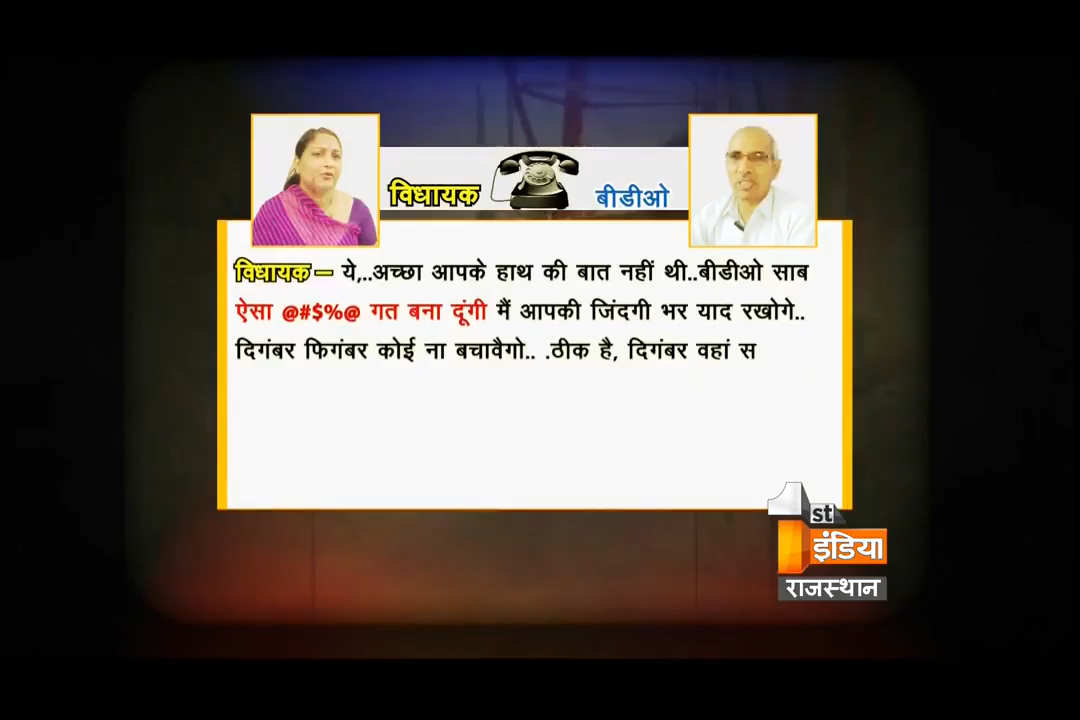 विधायक
बीडीओ
विधायक – ये,..अच्छा आपके हाथ की बात नहीं थी..बीडीओ साब
ऐसा @#$%@ गत बना दूंगी मैं आपकी जिंदगी भर याद रखोगे..
दिगंबर फिगंबर कोई ना बचावैगो.. .ठीक है, दिगंबर वहां स
1st
इंडिया
राजस्थान